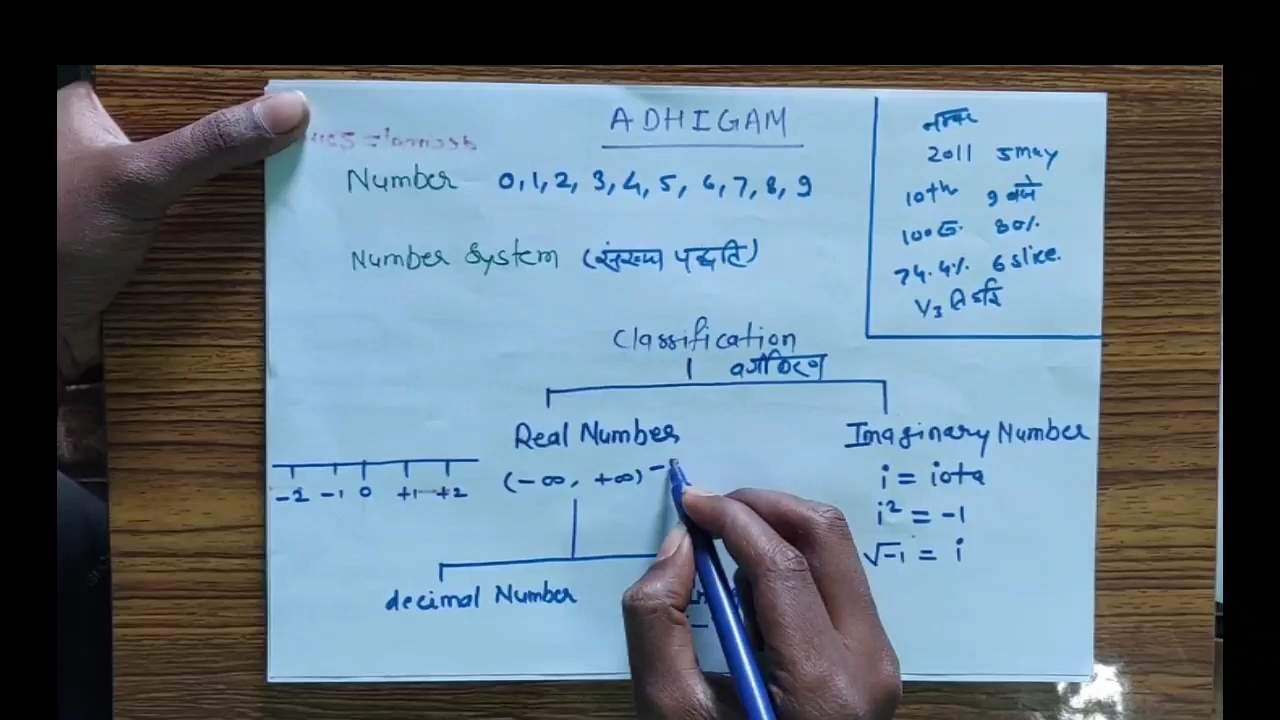 ADHIGAM
Number 0, 1, 2, 3, 4, 5, 6, 7, 8, 9
Number System (संख्या पद्धति)
2011 5 may
10th 9 बजे
80%
74.4% 6 slice.
V3
Classification
वर्गीकरण
Real Number
Imaginary Number
(-∞, +∞) -
i = iota
-2 -1 0 +1 +2
i² = -1
√-1 = i
decimal Number